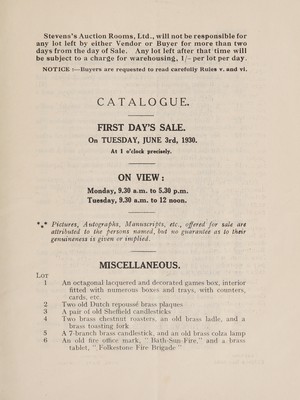 Stevens's Auction Rooms, Ltd., will not be responsible for
any lot left by either Vendor or Buyer for more than two
days from the day of Sale. Any lot left after that time will
be subject to a charge for warehousing, 1/- per lot per day.
NOTICE :—Buyers are requested to read carefully Rules v. and vi.
CATALOGUE.
FIRST DAY'S SALE.
On TUESDAY, JUNE 3rd, 1930.
At 1 o'clock precisely.
ON VIEW :
Monday, 9.30 a.m. to 5.30 p.m.
Tuesday, 9.30 a.m. to 12 noon.
*** Pictures, Autographs, Manuscripts, etc., offered for sale are
attributed to the persons named, but no guarantee as to their
genuineness is given or implied.
MISCELLANEOUS.
LOT
1 An octagonal lacquered and decorated games box, interior
fitted with numerous boxes and trays, with counters,
cards, etc.
2 Two old Dutch repoussé brass plaques
3 A pair of old Sheffield candlesticks
4 Two brass chestnut roasters, an old brass ladle, and a
brass toasting fork
5 A 7-branch brass candlestick, and an old brass colza lamp
6 An old fire office mark, " Bath-Sun-Fire," and a brass
tablet, " Folkestone Fire Brigade "